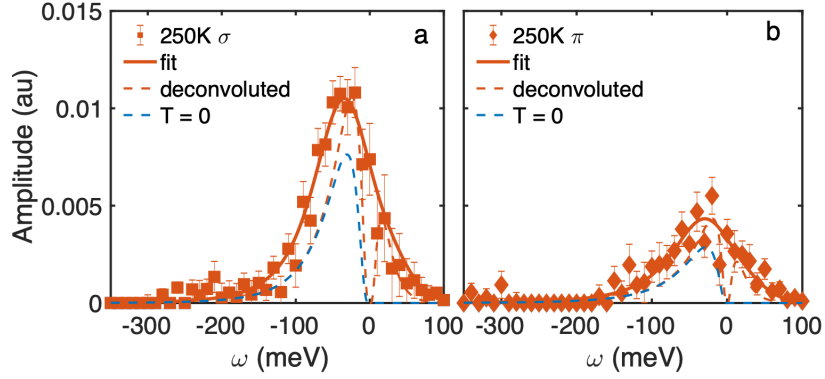 0.015
0.01
0.005
0
Amplitude (au)
250K σ
fit
deconvoluted
T = 0
a
-300
-200
-100
0
100
ω (meV)
250K π
fit
deconvoluted
T = 0
b
-300
-200
-100
0
100
ω (meV)